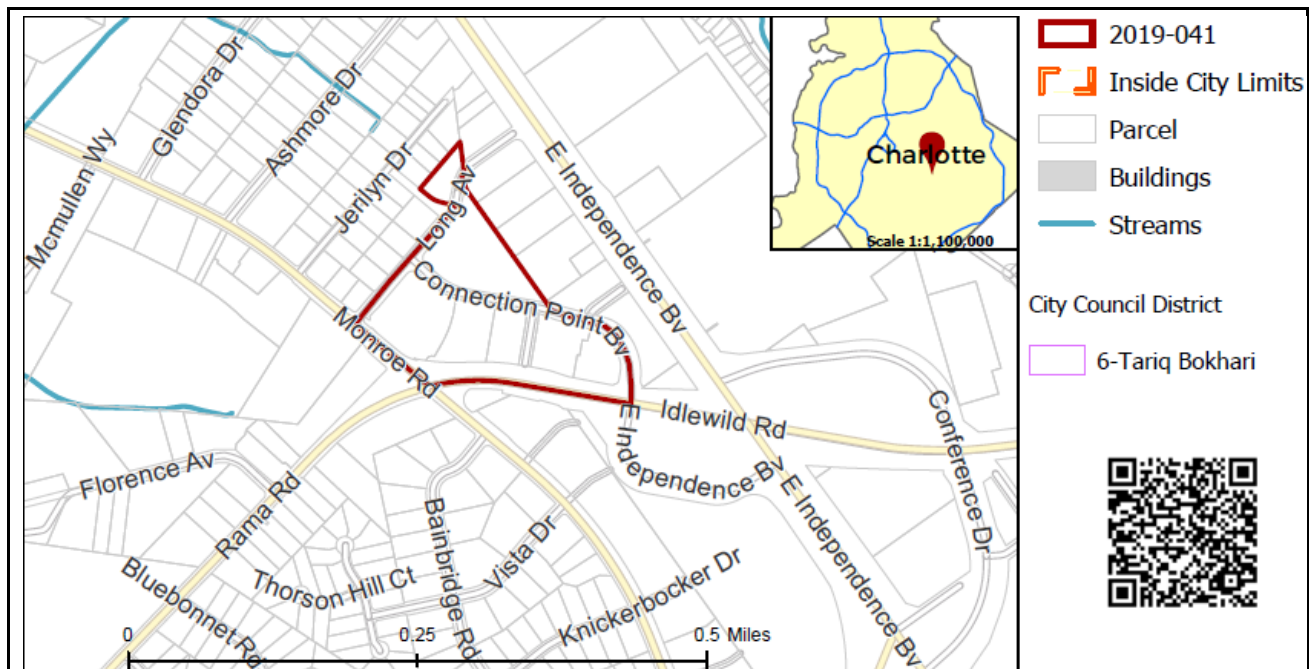 Glendora Dr
Ashmore Dr
Mcmullen Wy
Jerilyn Dr
Long Av
E Independence Bv
Connection Point Bv
Monroe Rd
Idlewild Rd
E Independence Bv
E Independence Bv
Conference Dr
Florence Av
Rama Rd
Bainbridge Rd
Vista Dr
Thorson Hill Ct
Bluebonnet Rd
Knickerbocker Dr
0 0.25 0.5 Miles
Charlotte
Scale 1:1,100,000
2019-041
Inside City Limits
Parcel
Buildings
Streams
City Council District
6-Tariq Bokhari